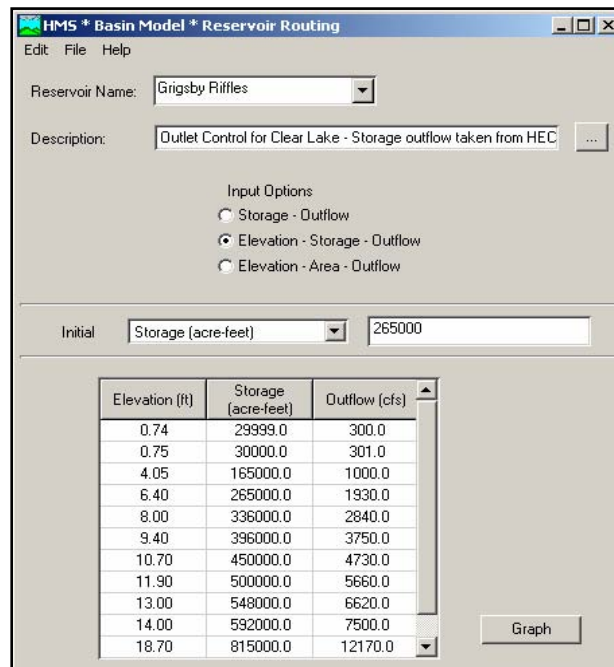 HMS * Basin Model * Reservoir Routing
Edit File Help
Reservoir Name: Grigsby Riffles
Description: Outlet Control for Clear Lake - Storage outflow taken from HEC ...
Input Options
Storage - Outflow
Elevation - Storage - Outflow
Elevation - Area - Outflow
Initial Storage (acre-feet) 265000
Elevation (ft) Storage (acre-feet) Outflow (cfs)
0.74 29999.0 300.0
0.75 30000.0 301.0
4.05 165000.0 1000.0
6.40 265000.0 1930.0
8.00 336000.0 2840.0
9.40 396000.0 3750.0
10.70 450000.0 4730.0
11.90 500000.0 5660.0
13.00 548000.0 6620.0
14.00 592000.0 7500.0
18.70 815000.0 12170.0
Graph